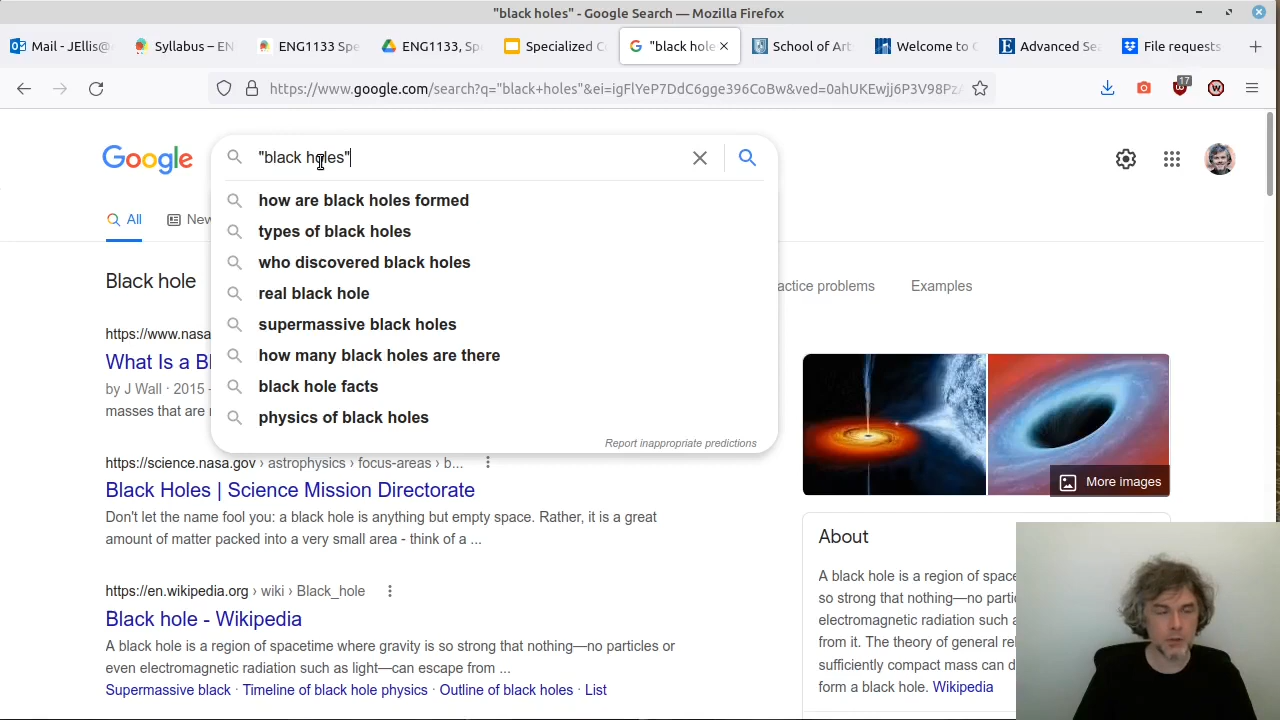 "black holes" - Google Search — Mozilla Firefox
Mail - JEllis@
Syllabus – EN
ENG1133 Spe
ENG1133, Sp
Specialized C
"black hole
School of Art
Welcome to
Advanced Sea
File requests
https://www.google.com/search?q="black+holes"&ei=igFlYeP7DdC6gge396CoBw&ved=0ahUKEwjj6P3V98Pz
17
Google
"black holes"
how are black holes formed
types of black holes
who discovered black holes
real black hole
supermassive black holes
how many black holes are there
black hole facts
physics of black holes
Report inappropriate predictions
All
New
Black hole
actice problems
Examples
https://www.nasa
What Is a Bl
by J Wall · 2015
masses that are
https://science.nasa.gov › astrophysics › focus-areas › b...
Black Holes | Science Mission Directorate
Don't let the name fool you: a black hole is anything but empty space. Rather, it is a great
amount of matter packed into a very small area - think of a ...
https://en.wikipedia.org › wiki › Black_hole
Black hole - Wikipedia
A black hole is a region of spacetime where gravity is so strong that nothing—no particles or
even electromagnetic radiation such as light—can escape from ...
Supermassive black · Timeline of black hole physics · Outline of black holes · List
More images
About
A black hole is a region of space
so strong that nothing—no partic
electromagnetic radiation such a
from it. The theory of general rel
sufficiently compact mass can d
form a black hole. Wikipedia